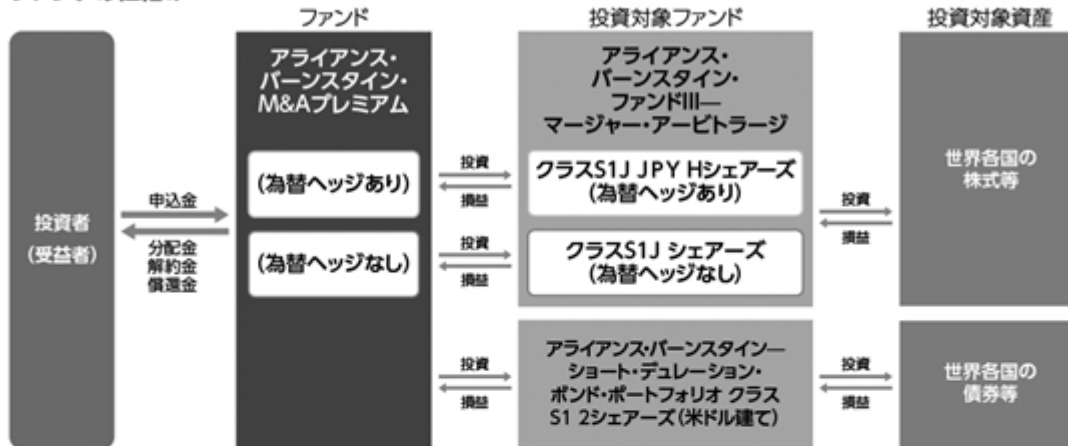 ファンド
投資対象ファンド
投資対象資産
投資者
(受益者)
申込金
分配金
解約金
償還金
アライアンス・
バーンスタイン・
M&Aプレミアム
(為替ヘッジあり)
(為替ヘッジなし)
投資
損益
投資
損益
投資
損益
アライアンス・
バーンスタイン・
ファンドIII―
マージャー・アービトラージ
クラスS1J JPY Hシェアーズ
(為替ヘッジあり)
クラスS1J シェアーズ
(為替ヘッジなし)
アライアンス・バーンスタイン―
ショート・デュレーション・
ボンド・ポートフォリオ クラス
S1 2シェアーズ(米ドル建て)
投資
損益
投資
損益
世界各国の
株式等
世界各国の
債券等